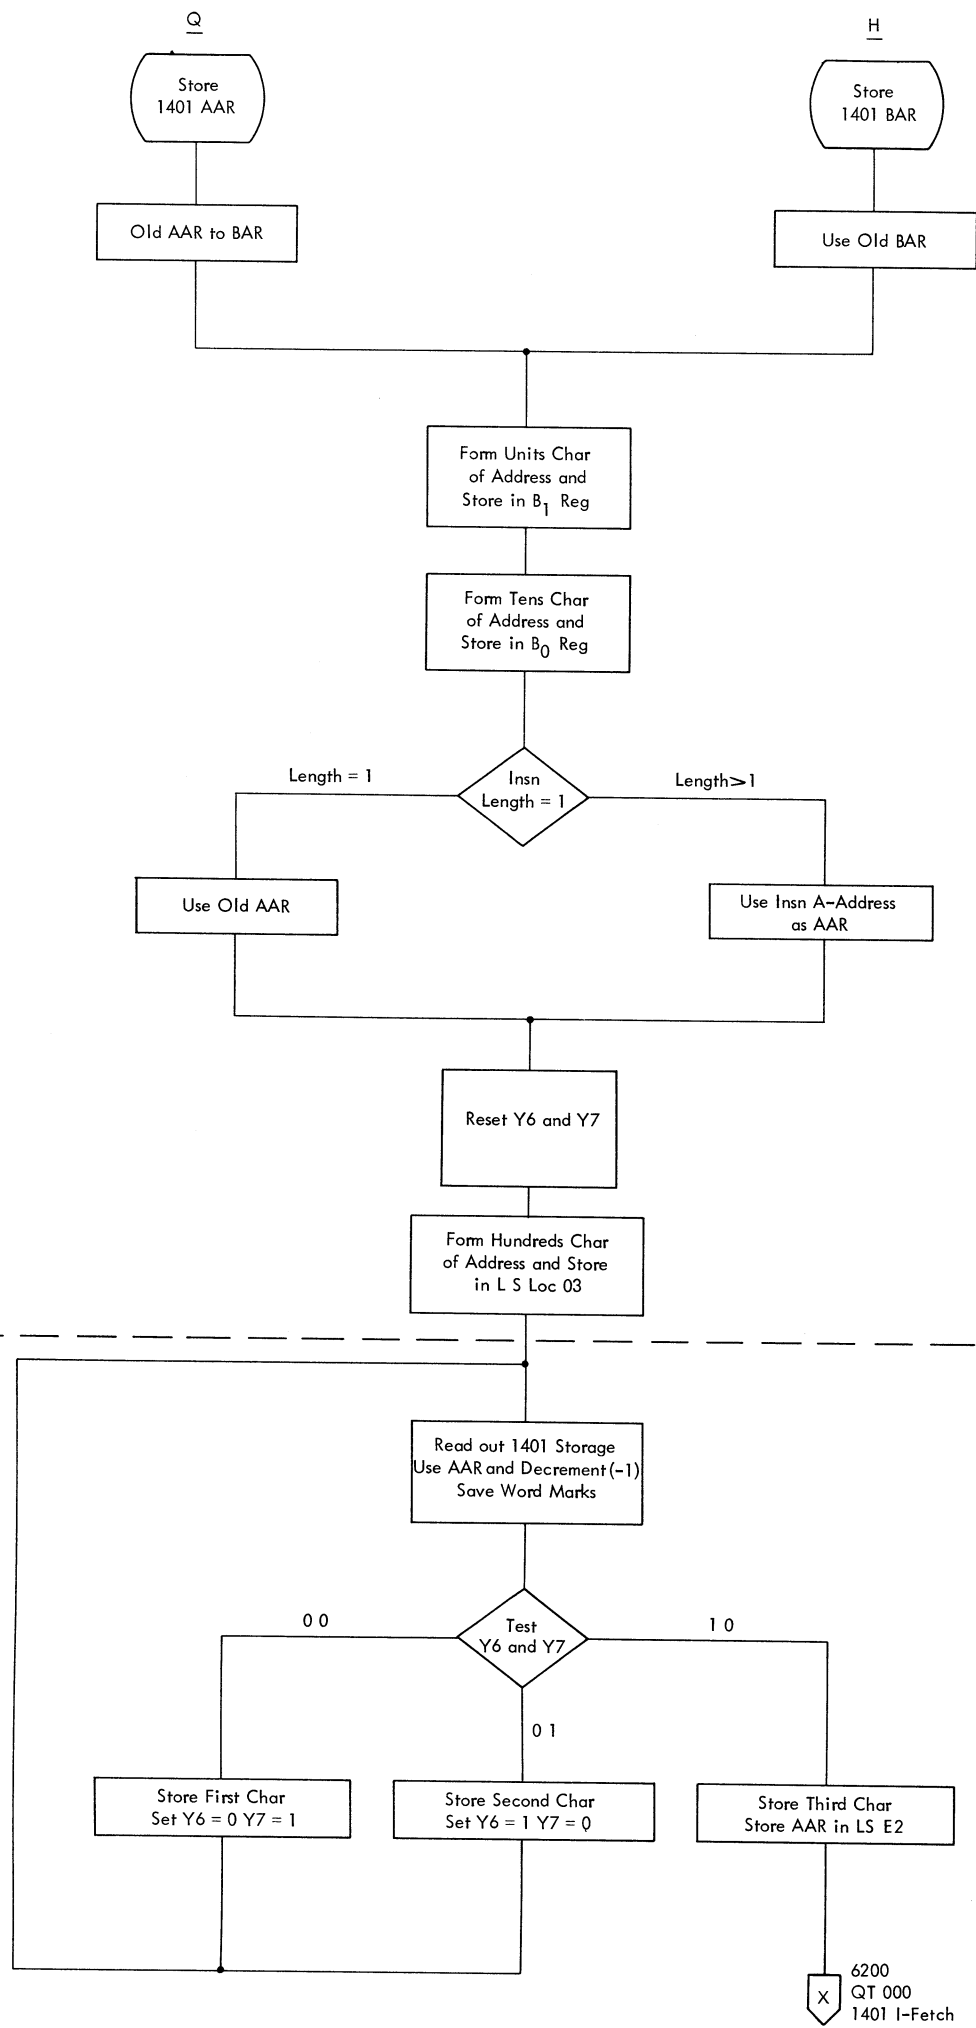 Q
H
Store
1401 AAR
Store
1401 BAR
Old AAR to BAR
Use Old BAR
Form Units Char
of Address and
Store in B1 Reg
Form Tens Char
of Address and
Store in B0 Reg
Length = 1
Insn
Length = 1
Length>1
Use Old AAR
Use Insn A-Address
as AAR
Reset Y6 and Y7
Form Hundreds Char
of Address and Store
in L S Loc 03
Read out 1401 Storage
Use AAR and Decrement (-1)
Save Word Marks
0 0
Test
Y6 and Y7
1 0
0 1
Store First Char
Set Y6 = 0 Y7 = 1
Store Second Char
Set Y6 = 1 Y7 = 0
Store Third Char
Store AAR in LS E2
X
6200
QT 000
1401 I-Fetch